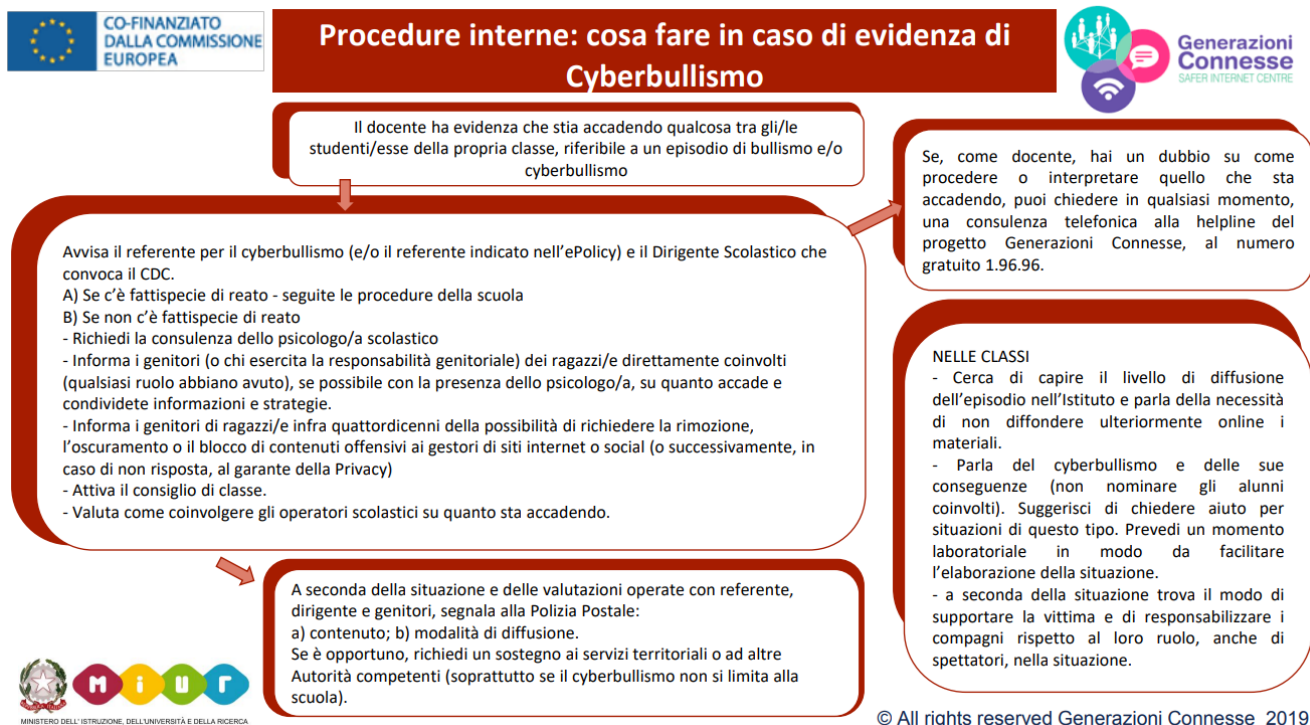 CO-FINANZIATO
DALLA COMMISSIONE
EUROPEA
Procedure interne: cosa fare in caso di evidenza di
Cyberbullismo
Generazioni
Connesse
SAFER INTERNET CENTRE
Il docente ha evidenza che stia accadendo qualcosa tra gli/le
studenti/esse della propria classe, riferibile a un episodio di bullismo e/o
cyberbullismo
Se, come docente, hai un dubbio su come
procedere o interpretare quello che sta
accadendo, puoi chiedere in qualsiasi momento,
una consulenza telefonica alla helpline del
progetto Generazioni Connesse, al numero
gratuito 1.96.96.
Avvisa il referente per il cyberbullismo (e/o il referente indicato nell’ePolicy) e il Dirigente Scolastico che
convoca il CDC.
A) Se c’è fattispecie di reato - seguite le procedure della scuola
B) Se non c’è fattispecie di reato
- Richiedi la consulenza dello psicologo/a scolastico
- Informa i genitori (o chi esercita la responsabilità genitoriale) dei ragazzi/e direttamente coinvolti
(qualsiasi ruolo abbiano avuto), se possibile con la presenza dello psicologo/a, su quanto accade e
condividete informazioni e strategie.
- Informa i genitori di ragazzi/e infra quattordicenni della possibilità di richiedere la rimozione,
l’oscuramento o il blocco di contenuti offensivi ai gestori di siti internet o social (o successivamente, in
caso di non risposta, al garante della Privacy)
- Attiva il consiglio di classe.
- Valuta come coinvolgere gli operatori scolastici su quanto sta accadendo.
NELLE CLASSI
- Cerca di capire il livello di diffusione
dell’episodio nell’Istituto e parla della necessità
di non diffondere ulteriormente online i
materiali.
- Parla del cyberbullismo e delle sue
conseguenze (non nominare gli alunni
coinvolti). Suggerisci di chiedere aiuto per
situazioni di questo tipo. Prevedi un momento
laboratoriale in modo da facilitare
l’elaborazione della situazione.
- a seconda della situazione trova il modo di
supportare la vittima e di responsabilizzare i
compagni rispetto al loro ruolo, anche di
spettatori, nella situazione.
A seconda della situazione e delle valutazioni operate con referente,
dirigente e genitori, segnala alla Polizia Postale:
a) contenuto; b) modalità di diffusione.
Se è opportuno, richiedi un sostegno ai servizi territoriali o ad altre
Autorità competenti (soprattutto se il cyberbullismo non si limita alla
scuola).
miur
MINISTERO DELL' ISTRUZIONE, DELL'UNIVERSITÀ E DELLA RICERCA
© All rights reserved Generazioni Connesse 2019